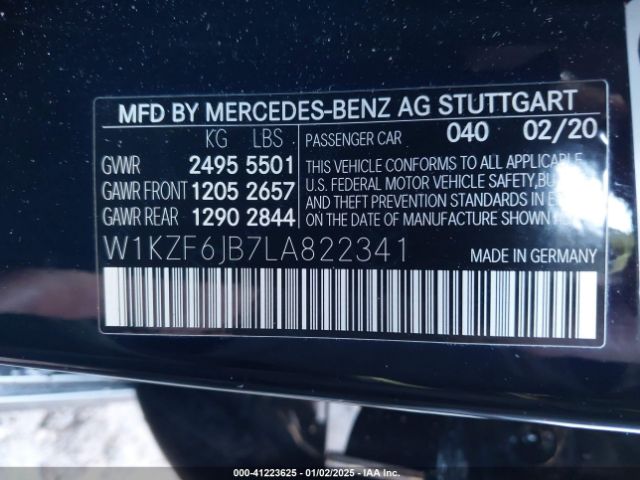 MFD BY MERCEDES-BENZ AG STUTTGART
KG LBS
GVWR 2495 5501
GAWR FRONT 1205 2657
GAWR REAR 1290 2844
PASSENGER CAR 040 02/20
THIS VEHICLE CONFORMS TO ALL APPLICABLE
U.S. FEDERAL MOTOR VEHICLE SAFETY, BU
AND THEFT PREVENTION STANDARDS IN E
ON THE DATE OF MANUFACTURE SHOWN
W1KZF6JB7LA822341
MADE IN GERMANY
000-41223625 - 01/02/2025 - IAA Inc.